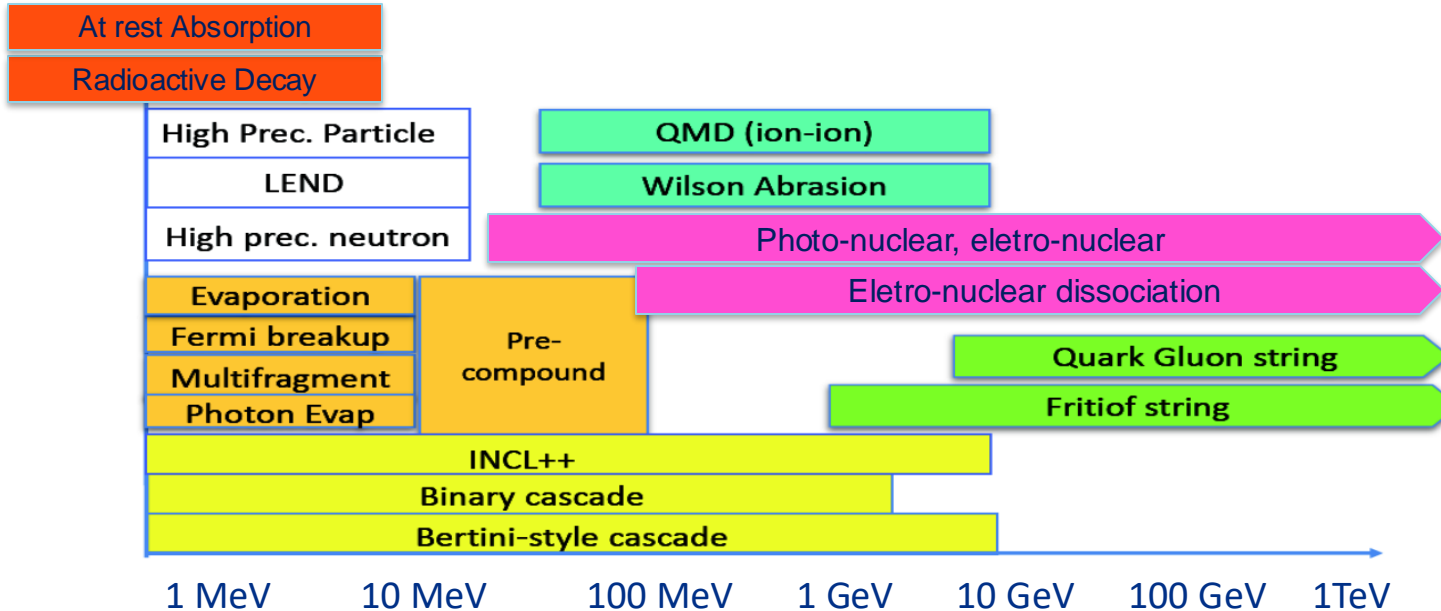 At rest Absorption
Radioactive Decay
High Prec. Particle
QMD (ion-ion)
LEND
Wilson Abrasion
High prec. neutron
Photo-nuclear, eletro-nuclear
Evaporation
Eletro-nuclear dissociation
Fermi breakup
Pre-
compound
Quark Gluon string
Multifragment
Photon Evap
Fritiof string
INCL++
Binary cascade
Bertini-style cascade
1 MeV 10 MeV 100 MeV 1 GeV 10 GeV 100 GeV 1TeV